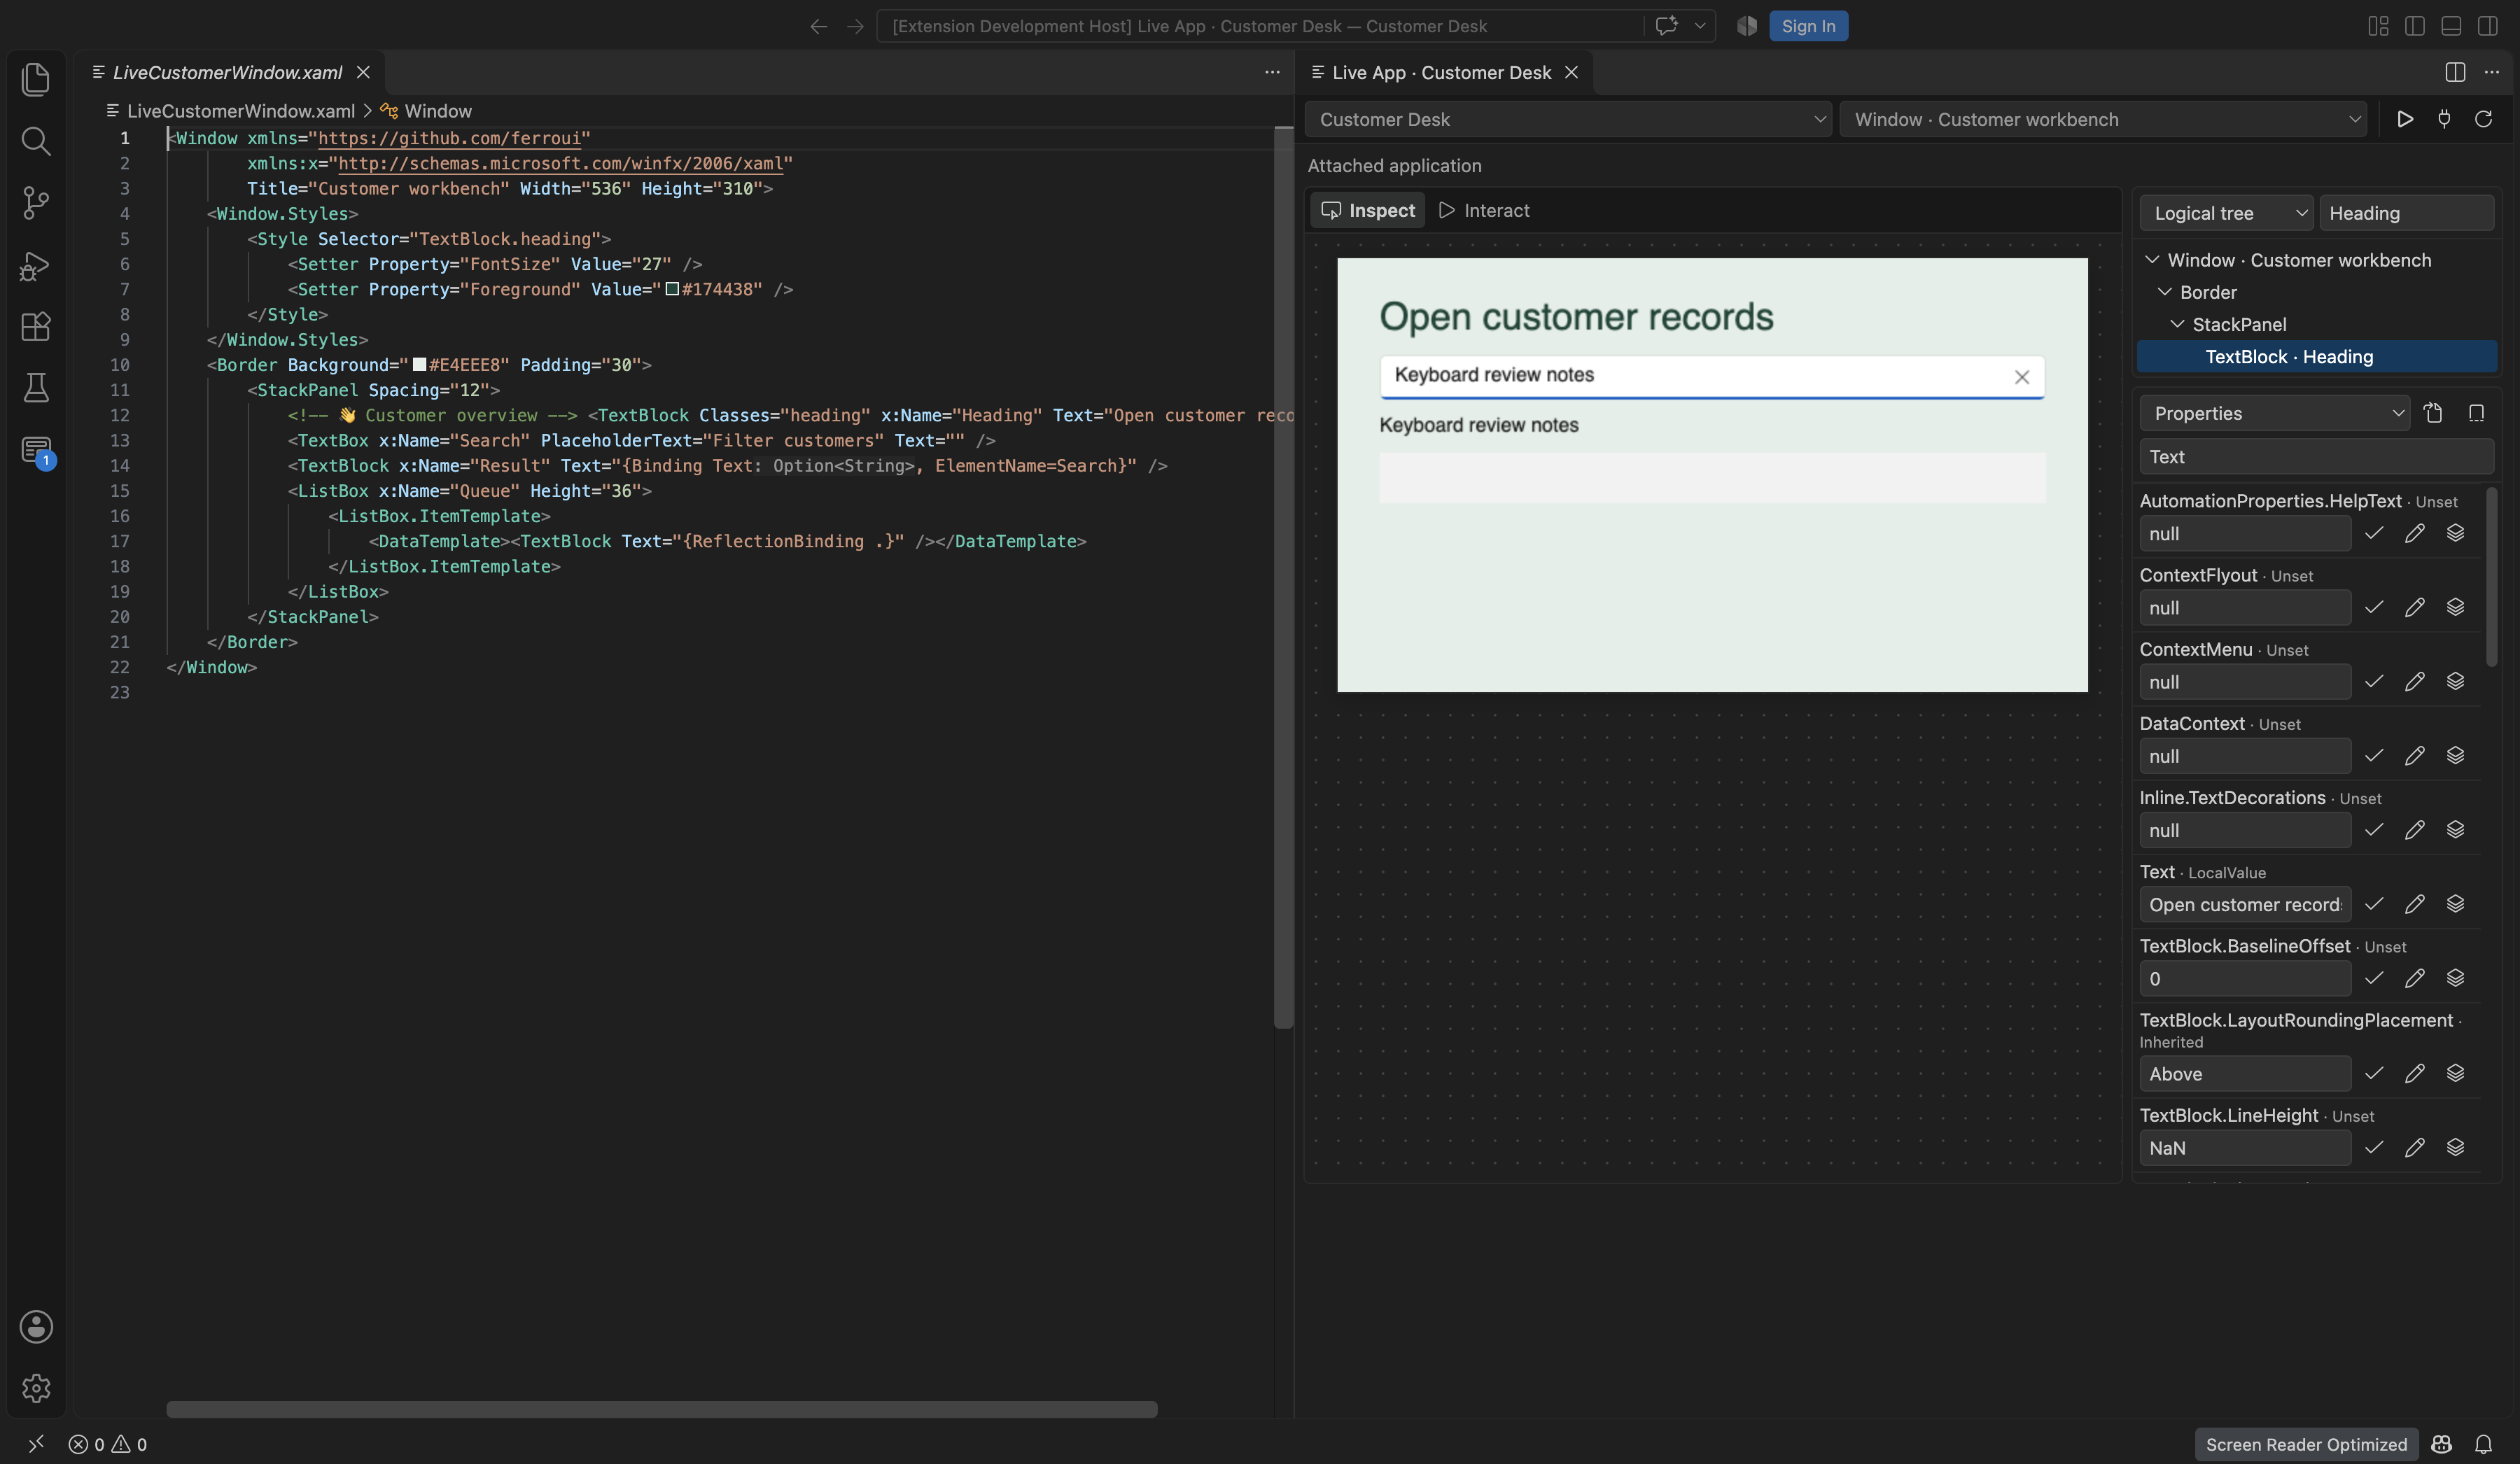 [Extension Development Host] Live App · Customer Desk — Customer Desk
Sign In
LiveCustomerWindow.xaml
LiveCustomerWindow.xaml > Window
1 <Window xmlns="https://github.com/ferroui"
2 xmlns:x="http://schemas.microsoft.com/winfx/2006/xaml"
3 Title="Customer workbench" Width="536" Height="310">
4 <Window.Styles>
5 <Style Selector="TextBlock.heading">
6 <Setter Property="FontSize" Value="27" />
7 <Setter Property="Foreground" Value="#174438" />
8 </Style>
9 </Window.Styles>
10 <Border Background="#E4EEE8" Padding="30">
11 <StackPanel Spacing="12">
12 <!-- 👋 Customer overview --> <TextBlock Classes="heading" x:Name="Heading" Text="Open customer reco
13 <TextBox x:Name="Search" PlaceholderText="Filter customers" Text="" />
14 <TextBlock x:Name="Result" Text="{Binding Text: Option<String>, ElementName=Search}" />
15 <ListBox x:Name="Queue" Height="36">
16 <ListBox.ItemTemplate>
17 <DataTemplate><TextBlock Text="{ReflectionBinding .}" /></DataTemplate>
18 </ListBox.ItemTemplate>
19 </ListBox>
20 </StackPanel>
21 </Border>
22 </Window>
23
1
0 0
Live App · Customer Desk
Customer Desk
Window · Customer workbench
Attached application
Inspect
Interact
Open customer records
Keyboard review notes
Keyboard review notes
Logical tree
Heading
Window · Customer workbench
Border
StackPanel
TextBlock · Heading
Properties
Text
AutomationProperties.HelpText · Unset
null
ContextFlyout · Unset
null
ContextMenu · Unset
null
DataContext · Unset
null
Inline.TextDecorations · Unset
null
Text · LocalValue
Open customer records
TextBlock.BaselineOffset · Unset
0
TextBlock.LayoutRoundingPlacement ·
Inherited
Above
TextBlock.LineHeight · Unset
NaN
Screen Reader Optimized